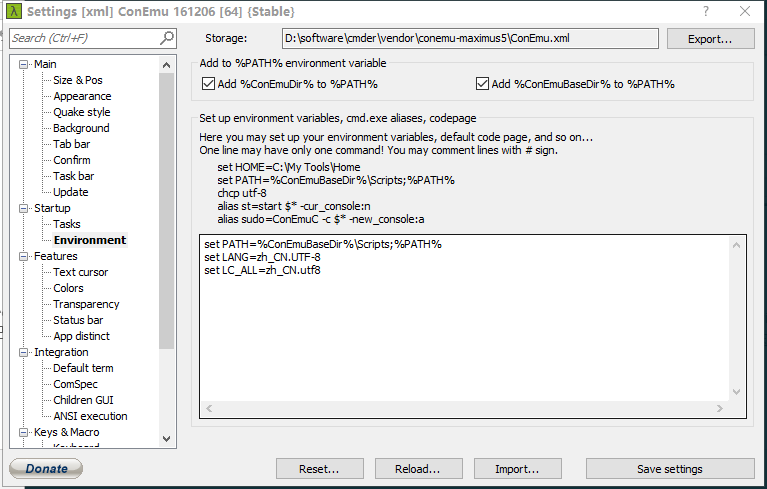 λ Settings [xml] ConEmu 161206 [64] {Stable}
Search (Ctrl+F)
Storage:
D:\software\cmder\vendor\conemu-maximus5\ConEmu.xml
Export...
Main
Size & Pos
Appearance
Quake style
Background
Tab bar
Confirm
Task bar
Update
Startup
Tasks
Environment
Features
Text cursor
Colors
Transparency
Status bar
App distinct
Integration
Default term
ComSpec
Children GUI
ANSI execution
Keys & Macro
Keyboard
Add to %PATH% environment variable
Add %ConEmuDir% to %PATH%
Add %ConEmuBaseDir% to %PATH%
Set up environment variables, cmd.exe aliases, codepage
Here you may set up your environment variables, default code page, and so on...
One line may have only one command! You may comment lines with # sign.
set HOME=C:\My Tools\Home
set PATH=%ConEmuBaseDir%\Scripts;%PATH%
chcp utf-8
alias st=start $* -cur_console:n
alias sudo=ConEmuC -c $* -new_console:a
set PATH=%ConEmuBaseDir%\Scripts;%PATH%
set LANG=zh_CN.UTF-8
set LC_ALL=zh_CN.utf8
Donate
Reset...
Reload...
Import...
Save settings